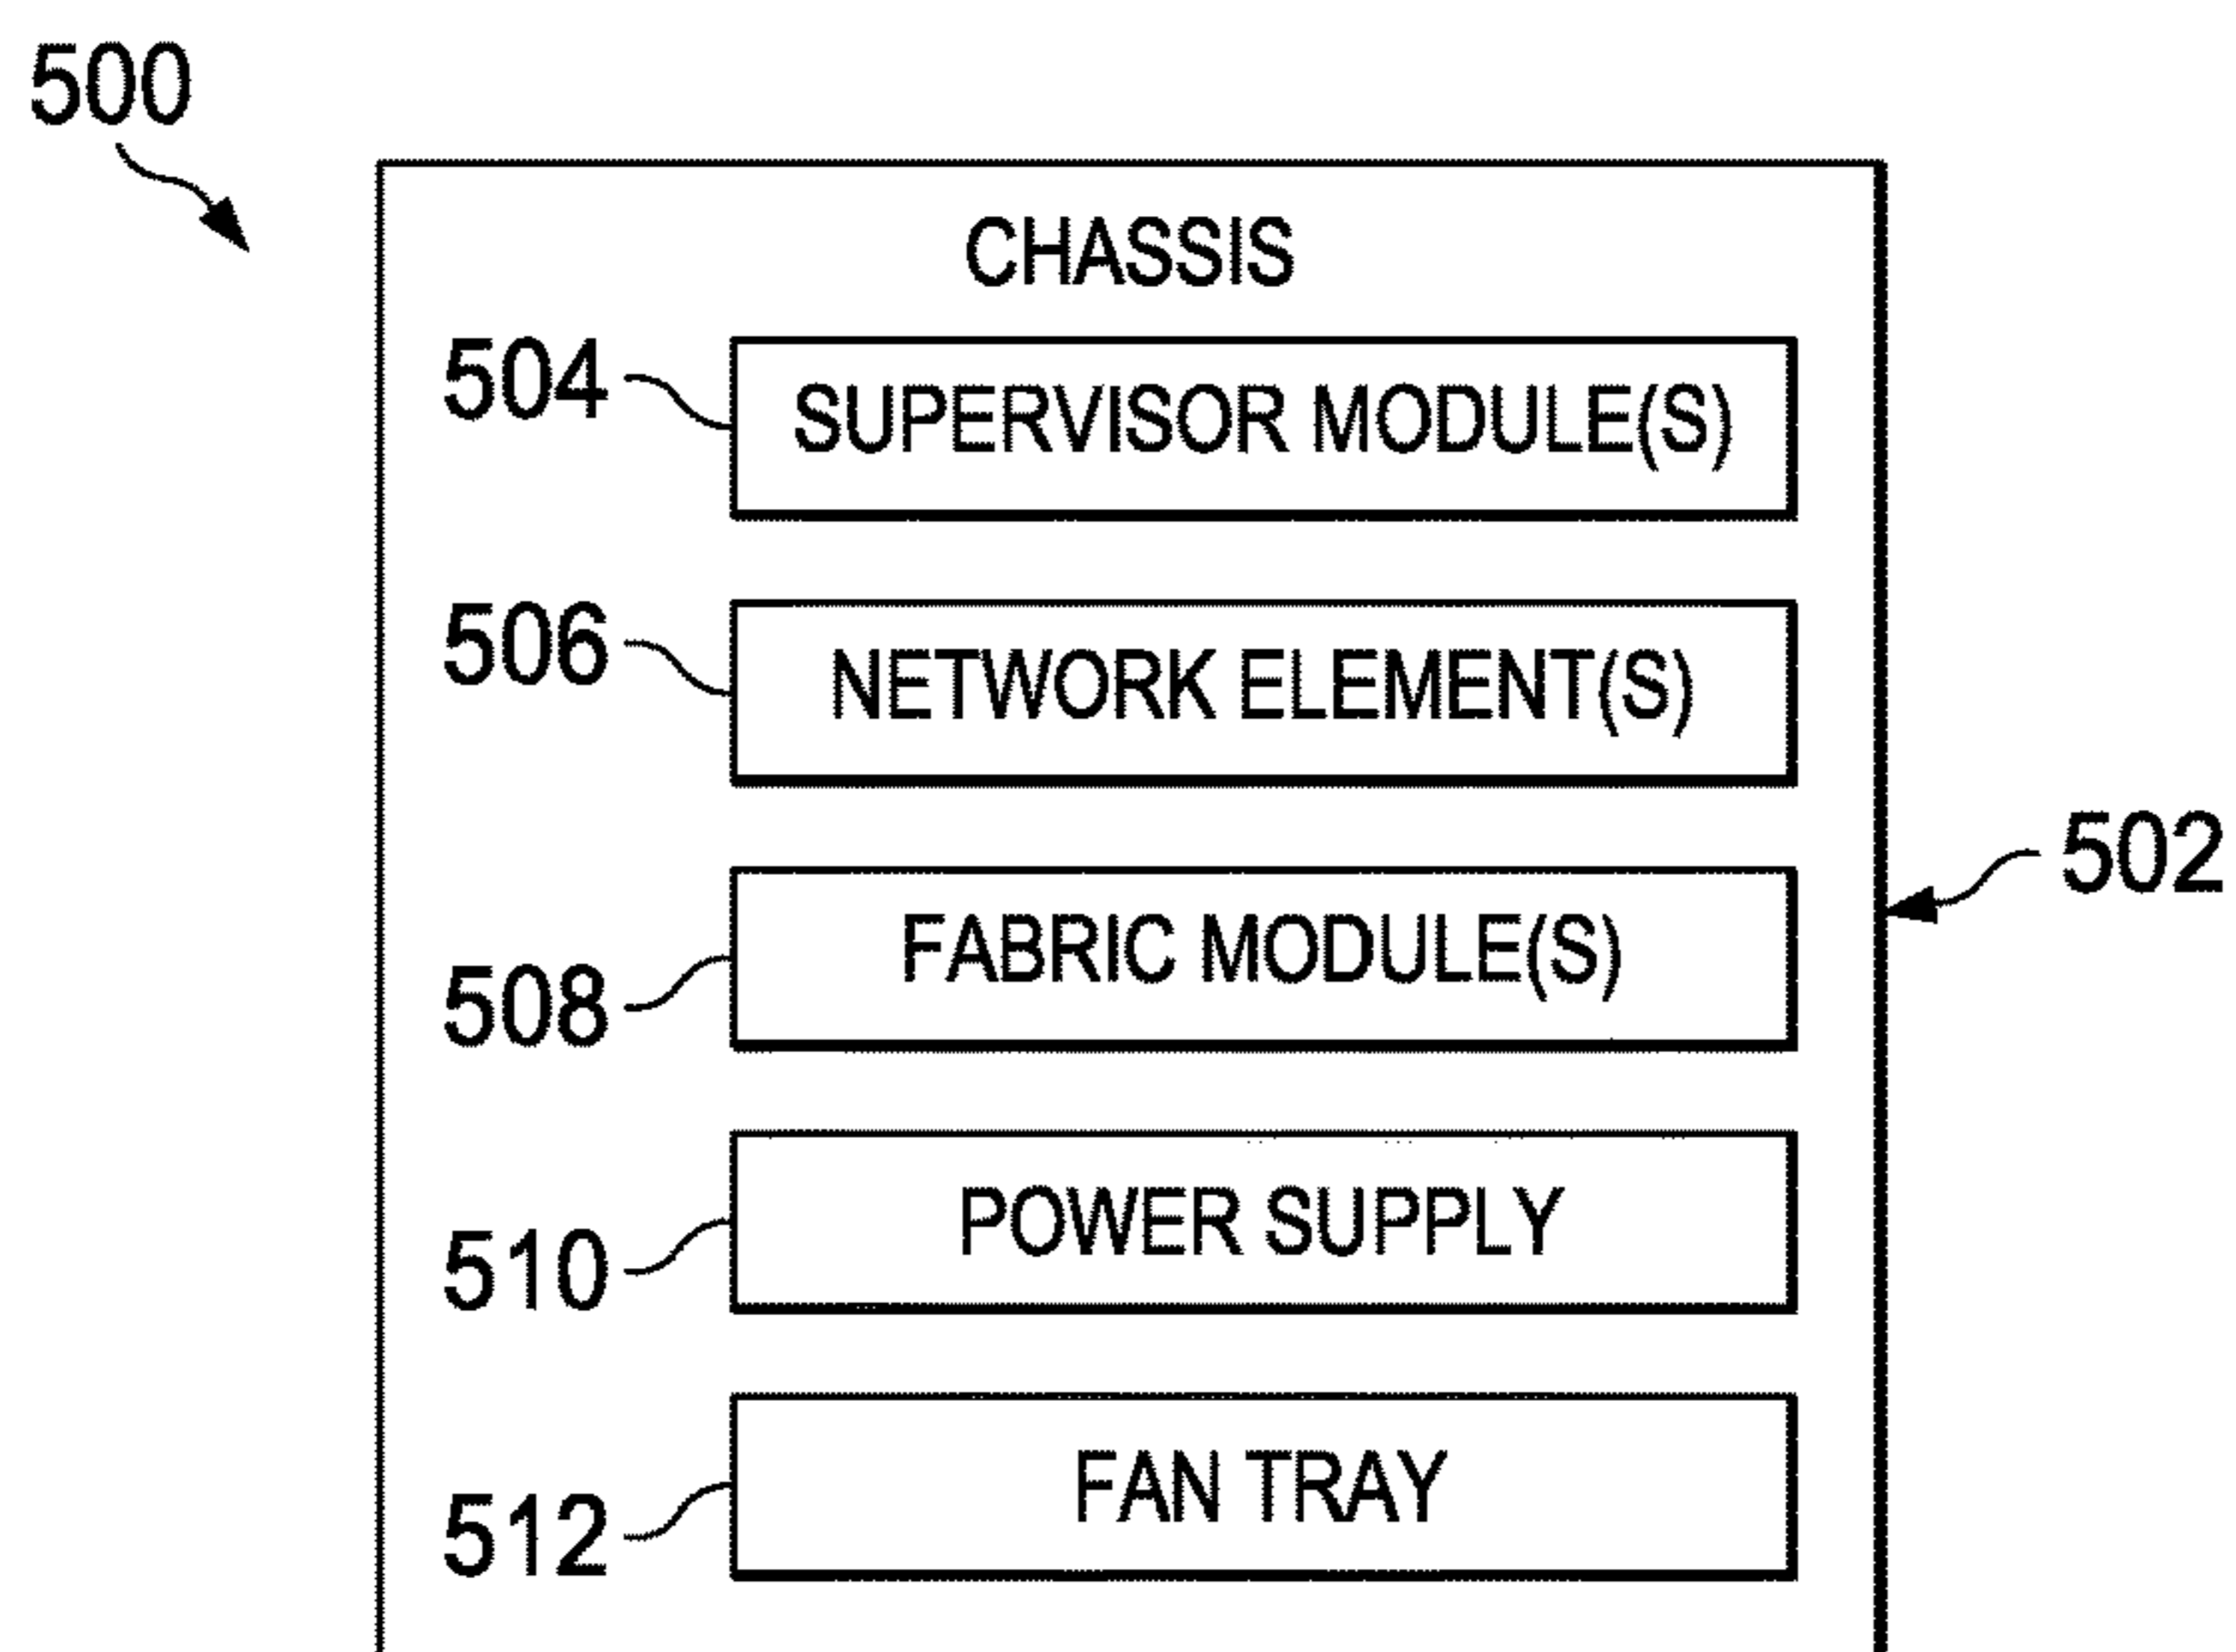 500
CHASSIS
504 SUPERVISOR MODULE(S)
506 NETWORK ELEMENT(S)
502
508 FABRIC MODULE(S)
510 POWER SUPPLY
512 FAN TRAY